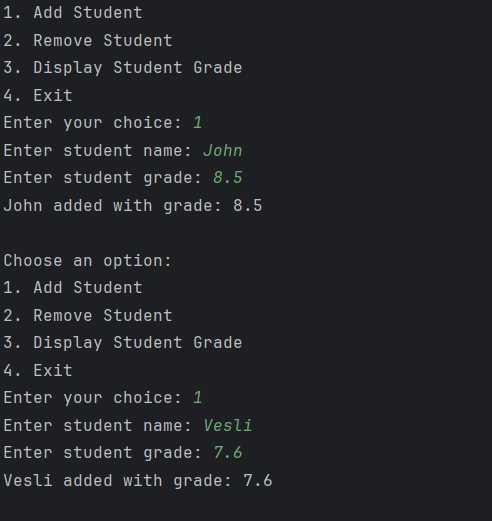 1. Add Student
2. Remove Student
3. Display Student Grade
4. Exit
Enter your choice: 1
Enter student name: John
Enter student grade: 8.5
John added with grade: 8.5

Choose an option:
1. Add Student
2. Remove Student
3. Display Student Grade
4. Exit
Enter your choice: 1
Enter student name: Vesli
Enter student grade: 7.6
Vesli added with grade: 7.6